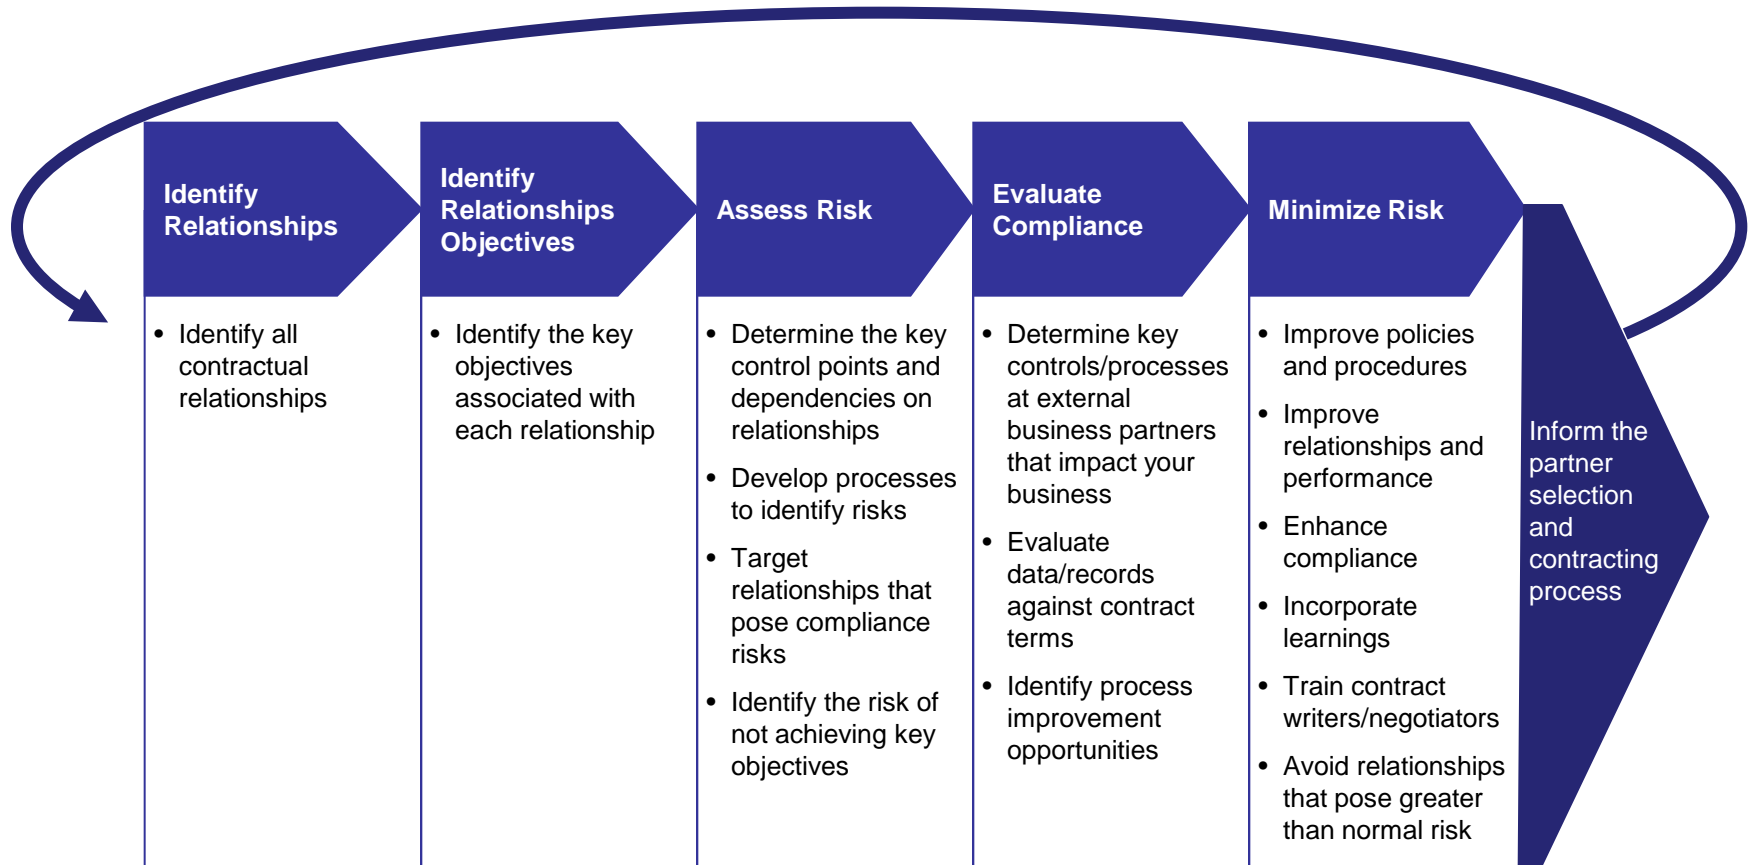 Identify
Relationships
• Identify all
contractual
relationships
Identify
Relationships
Objectives
• Identify the key
objectives
associated with
each relationship
Assess Risk
• Determine the key
control points and
dependencies on
relationships
• Develop processes
to identify risks
• Target
relationships that
pose compliance
risks
• Identify the risk of
not achieving key
objectives
Evaluate
Compliance
• Determine key
controls/processes
at external
business partners
that impact your
business
• Evaluate
data/records
against contract
terms
• Identify process
improvement
opportunities
Minimize Risk
• Improve policies
and procedures
• Improve
relationships and
performance
• Enhance
compliance
• Incorporate
learnings
• Train contract
writers/negotiators
• Avoid relationships
that pose greater
than normal risk
Inform the
partner
selection
and
contracting
process